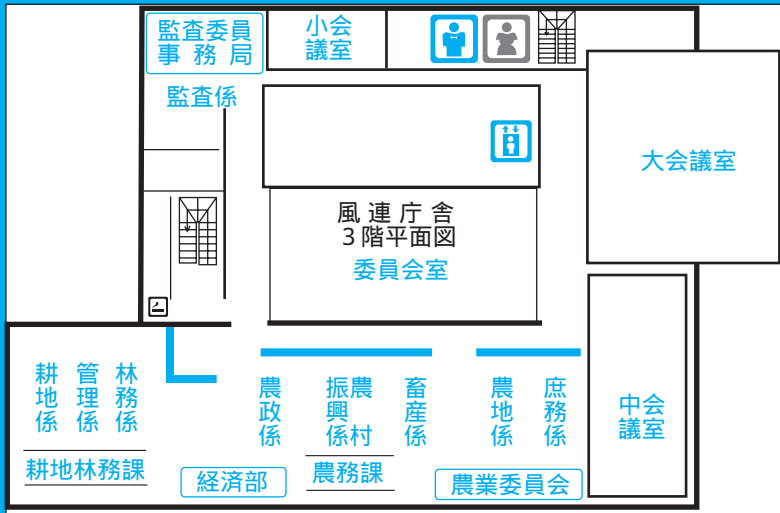 監査委員
事務局
小会
議室
監査係
大会議室
風連庁舎
3階平面図
委員会室
耕地係
管理係
林務係
農政係
農村
振興係
畜産係
農地係
庶務係
中会
議室
耕地林務課
経済部
農務課
農業委員会